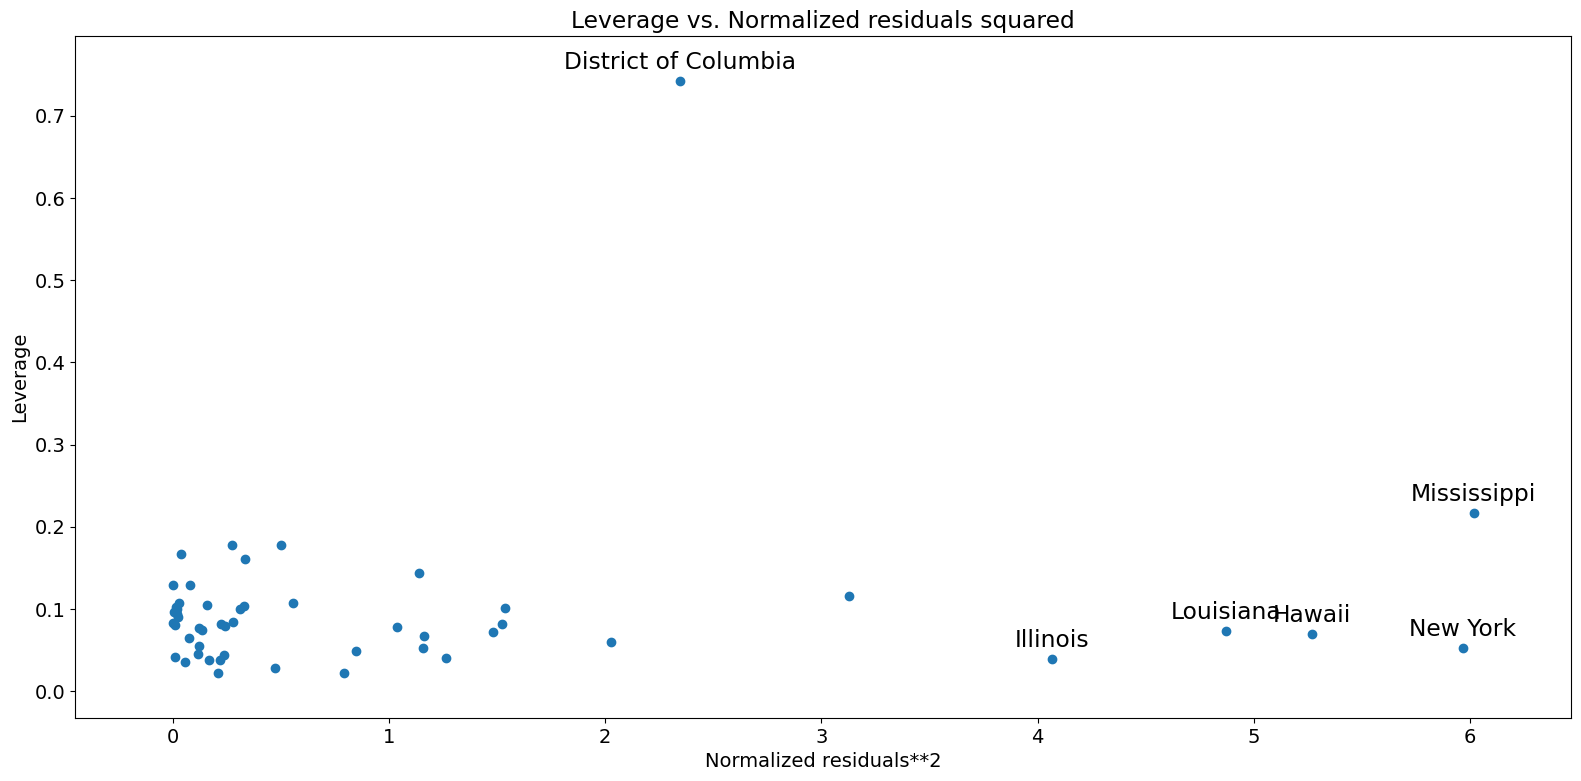 Leverage vs. Normalized residuals squared
District of Columbia
0.7
0.6
0.5
0.4
0.3
0.2
0.1
0.0
Leverage
Mississippi
Louisiana
Hawaii
New York
Illinois
0 1 2 3 4 5 6
Normalized residuals**2